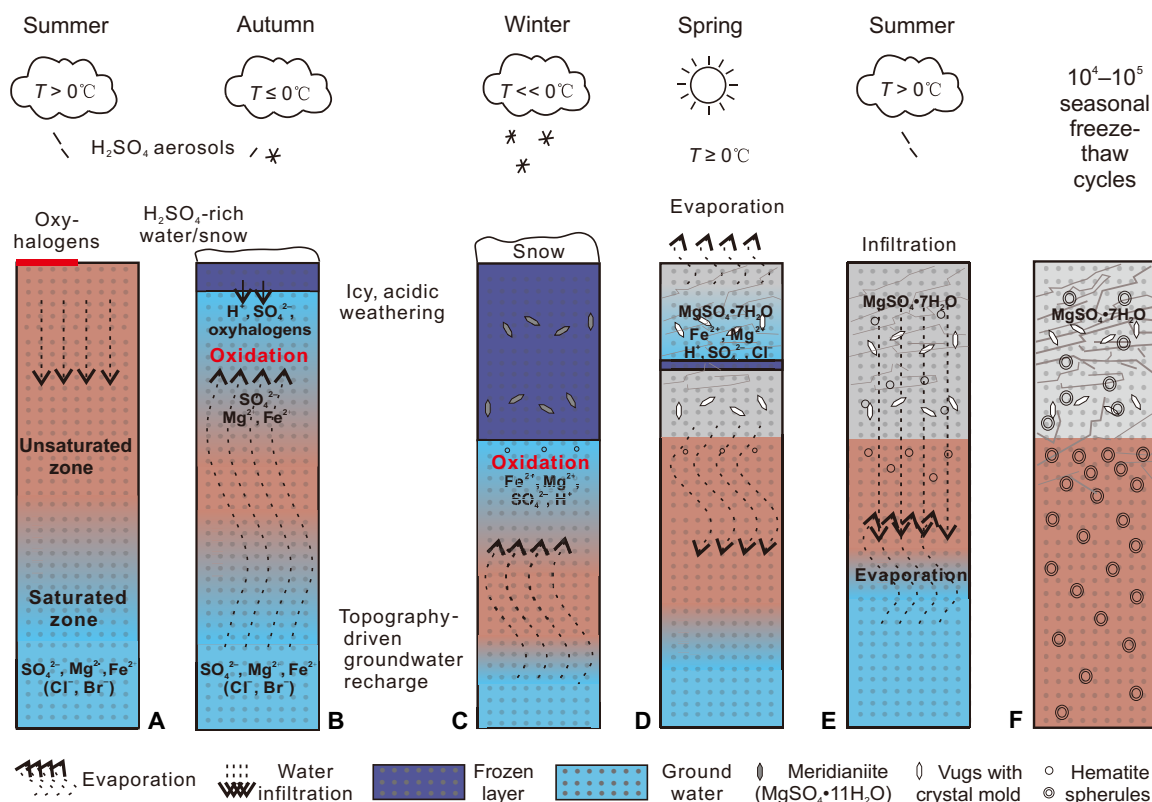 Summer
Autumn
Winter
Spring
Summer
T > 0℃
T ≤ 0℃
T << 0℃
T ≥ 0℃
T > 0℃
10⁴–10⁵
seasonal
freeze-
thaw
cycles
H₂SO₄ aerosols
Oxy-
halogens
H₂SO₄-rich
water/snow
Snow
Evaporation
Infiltration
Icy, acidic
weathering
Topography-
driven
groundwater
recharge
Unsaturated
zone
Saturated
zone
SO₄²⁻, Mg²⁻, Fe²⁻
(Cl⁻, Br⁻)
A
H⁺, SO₄²⁻,
oxyhalogens
Oxidation
SO₄²⁻
Mg²⁻, Fe²⁻
SO₄²⁻, Mg²⁻, Fe²⁻
(Cl⁻, Br⁻)
B
Oxidation
Fe²⁺, Mg²⁺,
SO₄²⁻, H⁺
C
MgSO₄•7H₂O
Fe²⁺, Mg²⁺
H⁺, SO₄²⁻, Cl⁻
D
MgSO₄•7H₂O
Evaporation
E
MgSO₄•7H₂O
F
Evaporation
Water
infiltration
Frozen
layer
Ground
water
Meridianiite
(MgSO₄•11H₂O)
Vugs with
crystal mold
Hematite
spherules